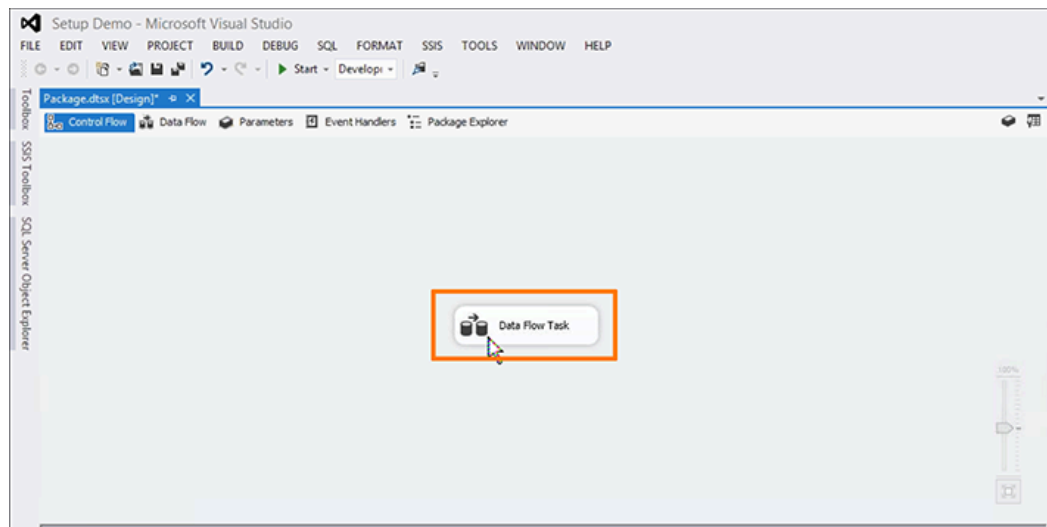 Setup Demo - Microsoft Visual Studio
FILE EDIT VIEW PROJECT BUILD DEBUG SQL FORMAT SSIS TOOLS WINDOW HELP
Start Develop
Package.dtsx [Design]*
Control Flow Data Flow Parameters Event Handlers Package Explorer
Toolbox
SSIS Toolbox
SQL Server Object Explorer
Data Flow Task
100%